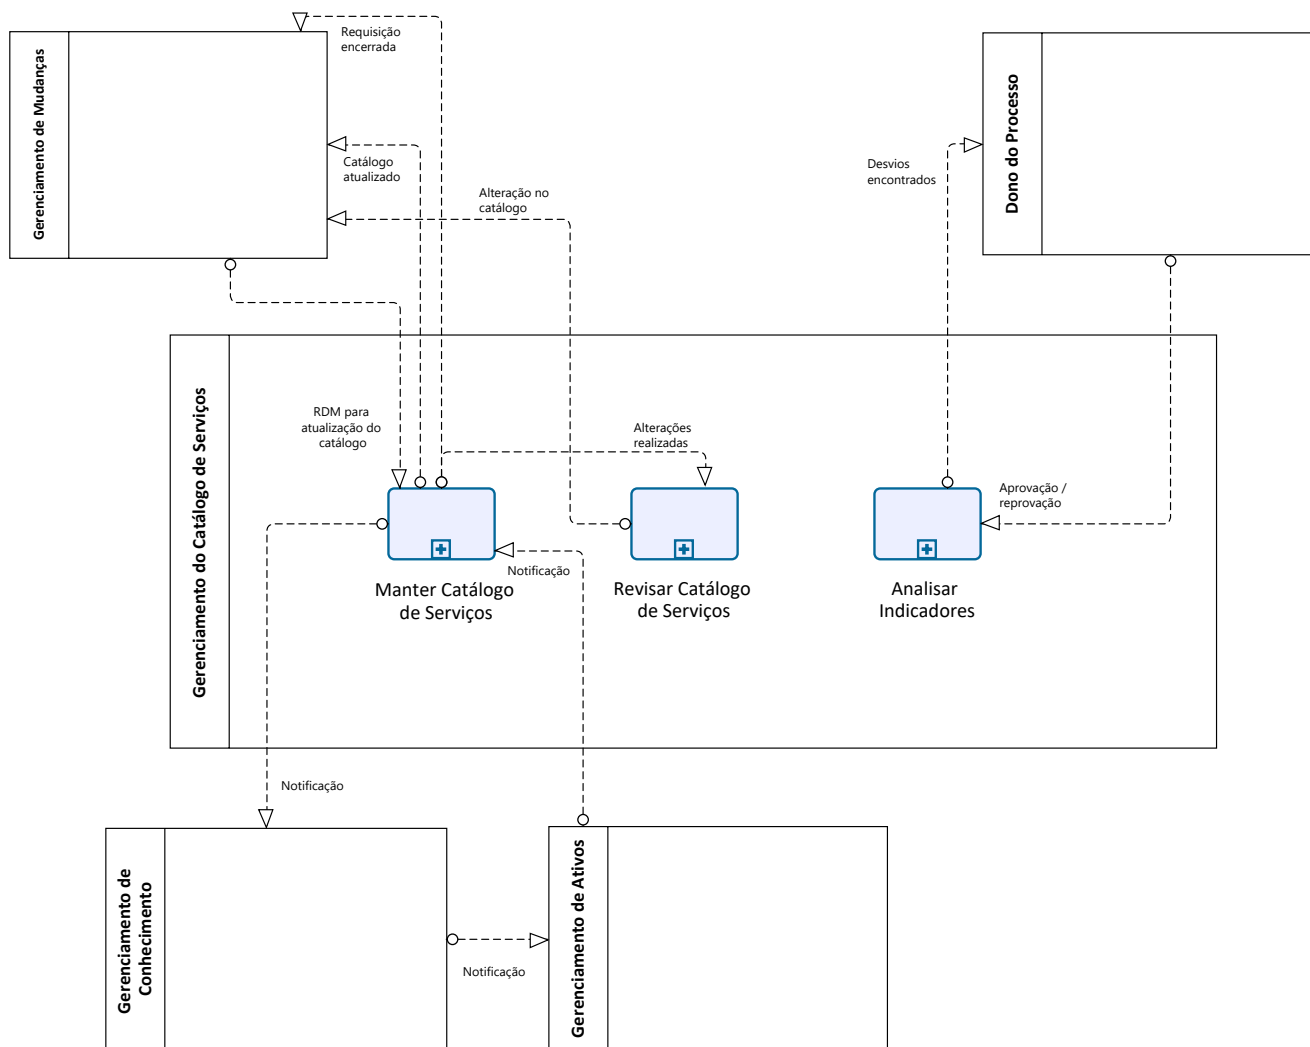 Requisição
encerrada
Gerenciamento de Mudanças
Catálogo
atualizado
Alteração no
catálogo
Desvios
encontrados
Dono do Processo
Gerenciamento do Catálogo de Serviços
RDM para
atualização do
catálogo
Alterações
realizadas
Aprovação /
reprovação
Notificação
Manter Catálogo
de Serviços
Revisar Catálogo
de Serviços
Analisar
Indicadores
Notificação
Gerenciamento de
Conhecimento
Notificação
Gerenciamento de Ativos